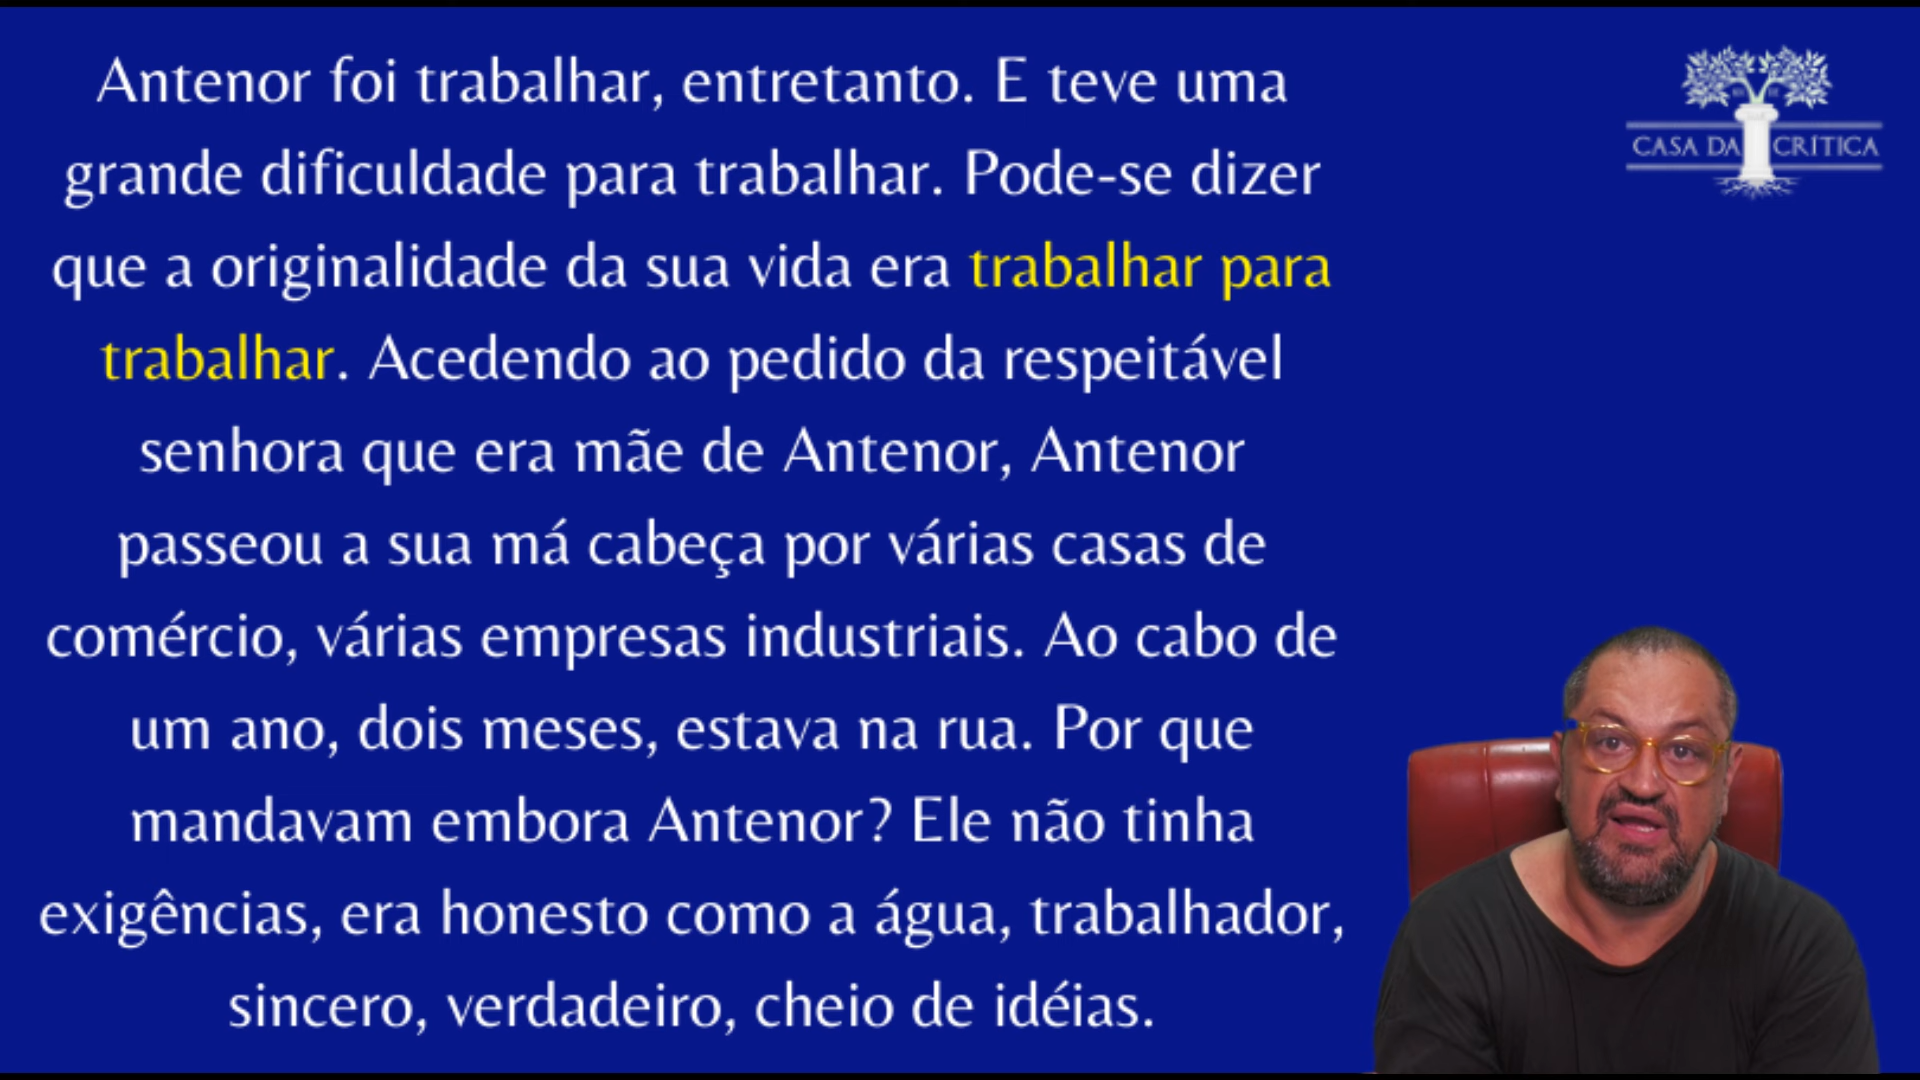 Antenor foi trabalhar, entretanto. E teve uma
grande dificuldade para trabalhar. Pode-se dizer
que a originalidade da sua vida era trabalhar para
trabalhar. Acedendo ao pedido da respeitável
senhora que era mãe de Antenor, Antenor
passeou a sua má cabeça por várias casas de
comércio, várias empresas industriais. Ao cabo de
um ano, dois meses, estava na rua. Por que
mandavam embora Antenor? Ele não tinha
exigências, era honesto como a água, trabalhador,
sincero, verdadeiro, cheio de idéias.
CASA DA CRÍTICA